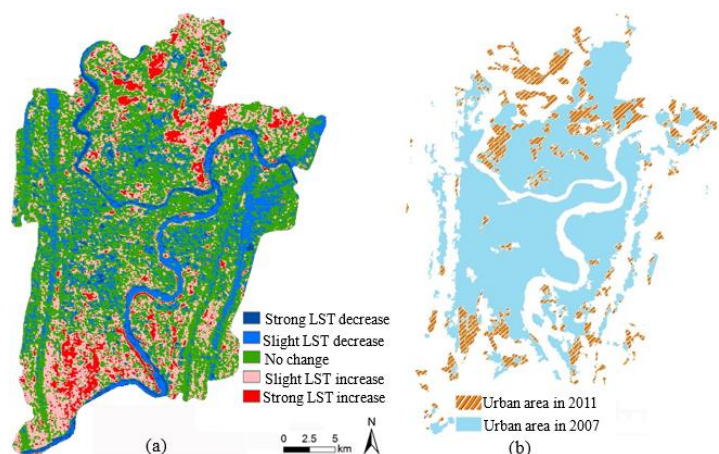 Strong LST decrease
Slight LST decrease
No change
Slight LST increase
Strong LST increase
(a)
0 2.5 5
km
N
Urban area in 2011
Urban area in 2007
(b)